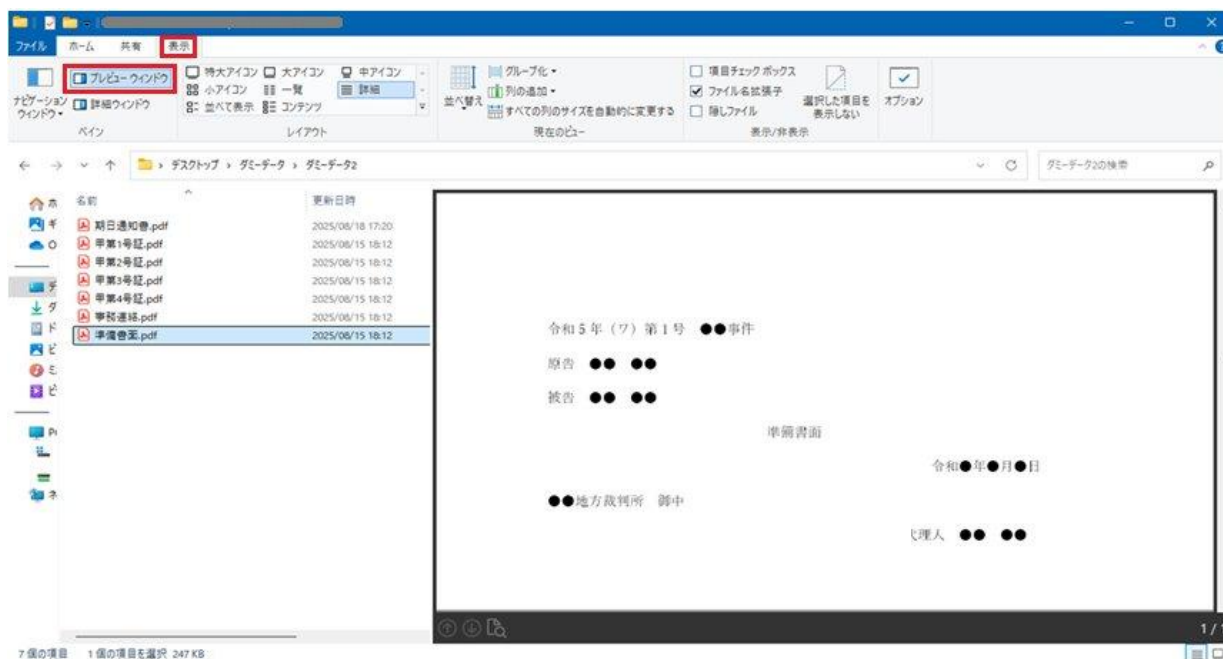 ファイル ホーム 共有 表示
ナビゲーション
ウィンドウ
プレビュー ウィンドウ
詳細ウィンドウ
ペイン
特大アイコン 大アイコン 中アイコン
小アイコン 一覧 詳細
並べて表示 コンテンツ
レイアウト
並べ替え
グループ化
列の追加
すべての列のサイズを自動的に変更する
現在のビュー
項目チェック ボックス
ファイル名拡張子
隠しファイル
選択した項目を
表示しない
表示/非表示
オプション
デスクトップ › ダミーデータ › ダミーデータ2
ダミーデータ2の検索
ホ
ギ
O
デ
ダ
ド
ピ
ミ
ビ
ネ
名前 更新日時
期日通知書.pdf 2025/08/18 17:20
甲第1号証.pdf 2025/08/15 18:12
甲第2号証.pdf 2025/08/15 18:12
甲第3号証.pdf 2025/08/15 18:12
甲第4号証.pdf 2025/08/15 18:12
事務連絡.pdf 2025/08/15 18:12
準備書面.pdf 2025/08/15 18:12
令和5年(ワ)第1号 ●●事件
原告 ●● ●●
被告 ●● ●●
準備書面
令和●年●月●日
●●地方裁判所 御中
代理人 ●● ●●
1 /
7 個の項目 1 個の項目を選択 247 KB